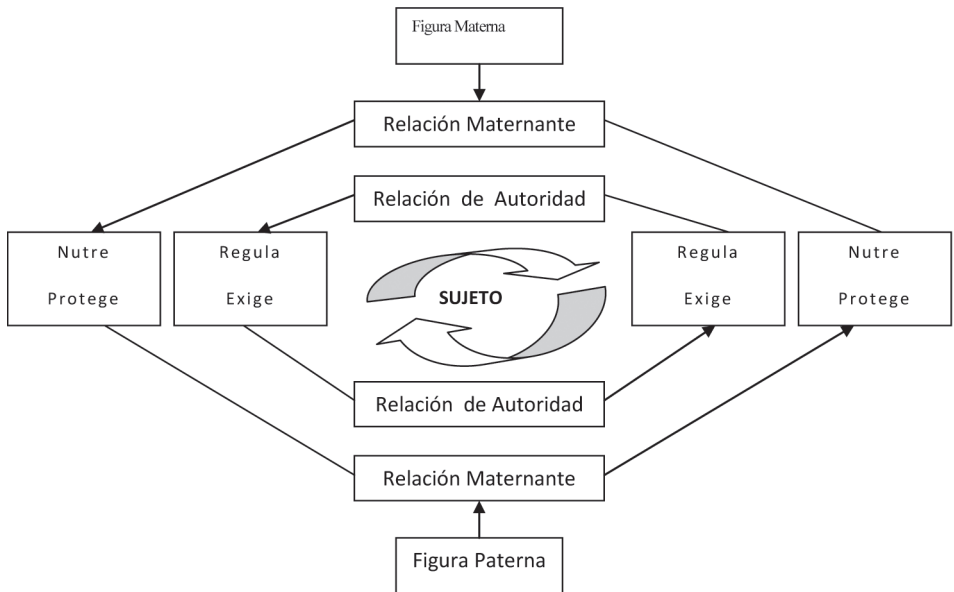 Figura Materna
Relación Maternante
Relación de Autoridad
Nutre
Protege
Regula
Exige
SUJETO
Regula
Exige
Nutre
Protege
Relación de Autoridad
Relación Maternante
Figura Paterna